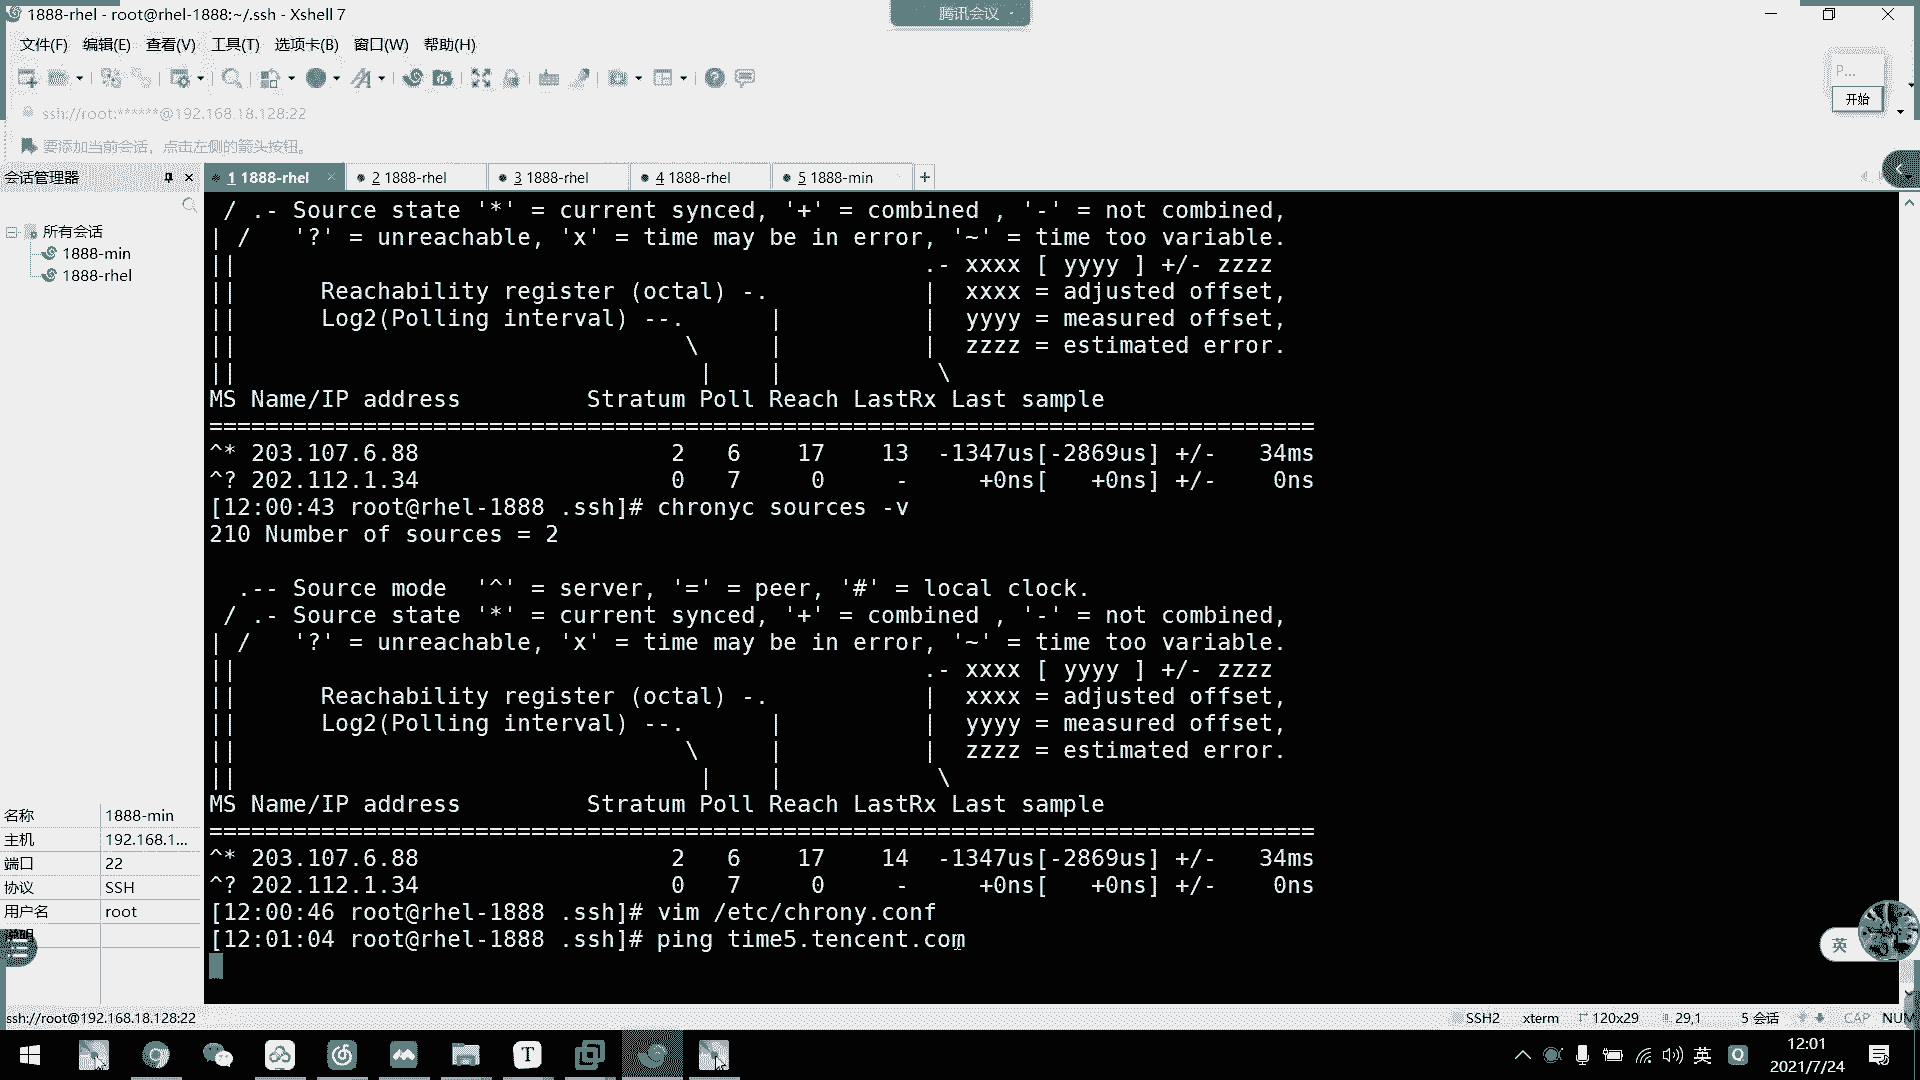 1888-rhel - root@rhel-1888:~/.ssh - Xshell 7
腾讯会议
文件(F) 编辑(E) 查看(V) 工具(T) 选项卡(B) 窗口(W) 帮助(H)
P...
开始
ssh://root:******@192.168.18.128:22
要添加当前会话，点击左侧的箭头按钮。
会话管理器
1 1888-rhel
2 1888-rhel
3 1888-rhel
4 1888-rhel
5 1888-min
所有会话
1888-min
1888-rhel
 / .- Source state '*' = current synced, '+' = combined , '-' = not combined,
| /   '?' = unreachable, 'x' = time may be in error, '~' = time too variable.
||                                                 .- xxxx [ yyyy ] +/- zzzz
||      Reachability register (octal) -.           |  xxxx = adjusted offset,
||      Log2(Polling interval) --.      |          |  yyyy = measured offset,
||                                \     |          |  zzzz = estimated error.
||                                 |    |           \
MS Name/IP address         Stratum Poll Reach LastRx Last sample
===============================================================================
^* 203.107.6.88                  2   6    17    13  -1347us[-2869us] +/-   34ms
^? 202.112.1.34                  0   7     0     -     +0ns[   +0ns] +/-    0ns
[12:00:43 root@rhel-1888 .ssh]# chronyc sources -v
210 Number of sources = 2
  .-- Source mode  '^' = server, '=' = peer, '#' = local clock.
 / .- Source state '*' = current synced, '+' = combined , '-' = not combined,
| /   '?' = unreachable, 'x' = time may be in error, '~' = time too variable.
||                                                 .- xxxx [ yyyy ] +/- zzzz
||      Reachability register (octal) -.           |  xxxx = adjusted offset,
||      Log2(Polling interval) --.      |          |  yyyy = measured offset,
||                                \     |          |  zzzz = estimated error.
||                                 |    |           \
MS Name/IP address         Stratum Poll Reach LastRx Last sample
===============================================================================
^* 203.107.6.88                  2   6    17    14  -1347us[-2869us] +/-   34ms
^? 202.112.1.34                  0   7     0     -     +0ns[   +0ns] +/-    0ns
[12:00:46 root@rhel-1888 .ssh]# vim /etc/chrony.conf
[12:01:04 root@rhel-1888 .ssh]# ping time5.tencent.com
名称 1888-min
主机 192.168.1...
端口 22
协议 SSH
用户名 root
说明
英
ssh://root@192.168.18.128:22
SSH2 xterm 120x29 29,1 5 会话 CAP NUM
英
12:01
2021/7/24